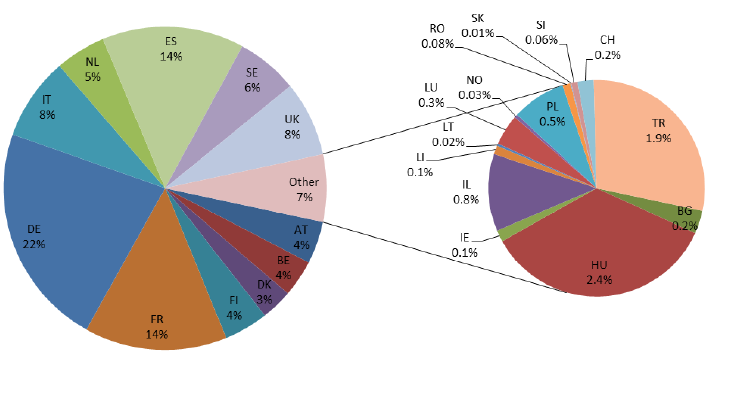 ES
14%
SE
6%
UK
8%
Other
7%
AT
4%
BE
4%
DK
3%
FI
4%
FR
14%
DE
22%
IT
8%
NL
5%
RO
0.08%
SK
0.01%
SI
0.06%
CH
0.2%
TR
1.9%
BG
0.2%
HU
2.4%
IE
0.1%
IL
0.8%
LI
0.1%
LT
0.02%
LU
0.3%
NO
0.03%
PL
0.5%